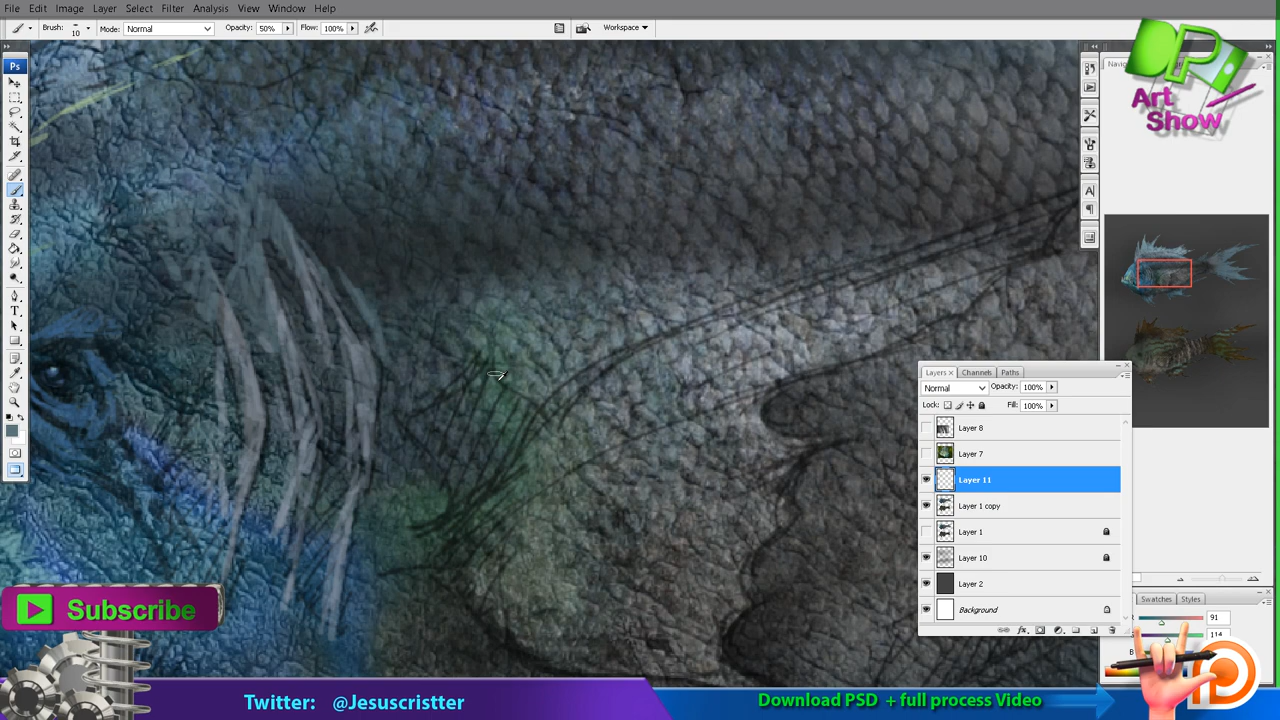 File Edit Image Layer Select Filter Analysis View Window Help
Brush: 10 Mode: Normal Opacity: 50% Flow: 100% Workspace
Ps
DP
Art
Show
Layers Channels Paths
Normal Opacity: 100%
Lock: Fill: 100%
Layer 8
Layer 7
Layer 11
Layer 1 copy
Layer 1
Layer 10
Layer 2
Background
Swatches Styles
91
114
Subscribe
Twitter: @Jesuscristter
Download PSD + full process Video